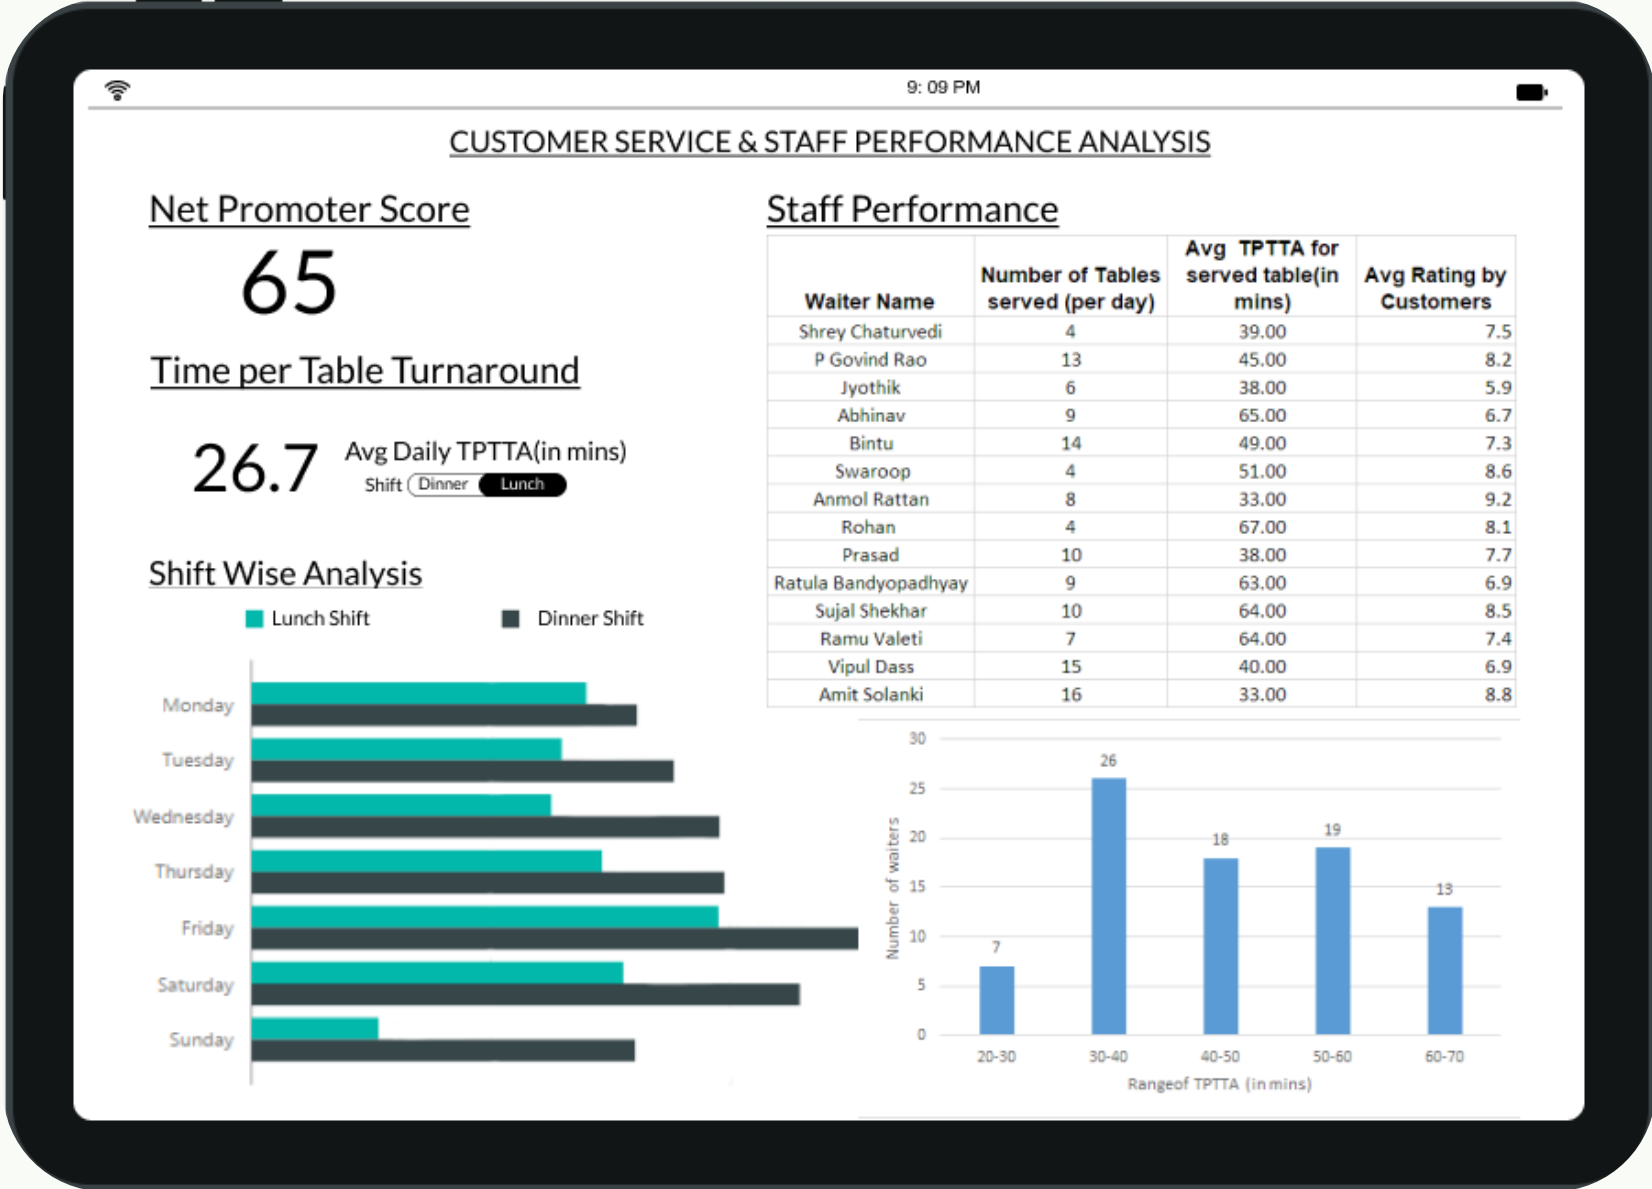 9: 09 PM
CUSTOMER SERVICE & STAFF PERFORMANCE ANALYSIS
Net Promoter Score
65
Time per Table Turnaround
26.7
Avg Daily TPTTA(in mins)
Shift Dinner Lunch
Shift Wise Analysis
Lunch Shift Dinner Shift
Monday
Tuesday
Wednesday
Thursday
Friday
Saturday
Sunday
Staff Performance
Waiter Name
Number of Tables
served (per day)
Avg TPTTA for
served table(in
mins)
Avg Rating by
Customers
Shrey Chaturvedi 4 39.00 7.5
P Govind Rao 13 45.00 8.2
Jyothik 6 38.00 5.9
Abhinav 9 65.00 6.7
Bintu 14 49.00 7.3
Swaroop 4 51.00 8.6
Anmol Rattan 8 33.00 9.2
Rohan 4 67.00 8.1
Prasad 10 38.00 7.7
Ratula Bandyopadhyay 9 63.00 6.9
Sujal Shekhar 10 64.00 8.5
Ramu Valeti 7 64.00 7.4
Vipul Dass 15 40.00 6.9
Amit Solanki 16 33.00 8.8
Number of waiters
30
25
20
15
10
5
0
7
26
18
19
13
20-30 30-40 40-50 50-60 60-70
Rangeof TPTTA (in mins)